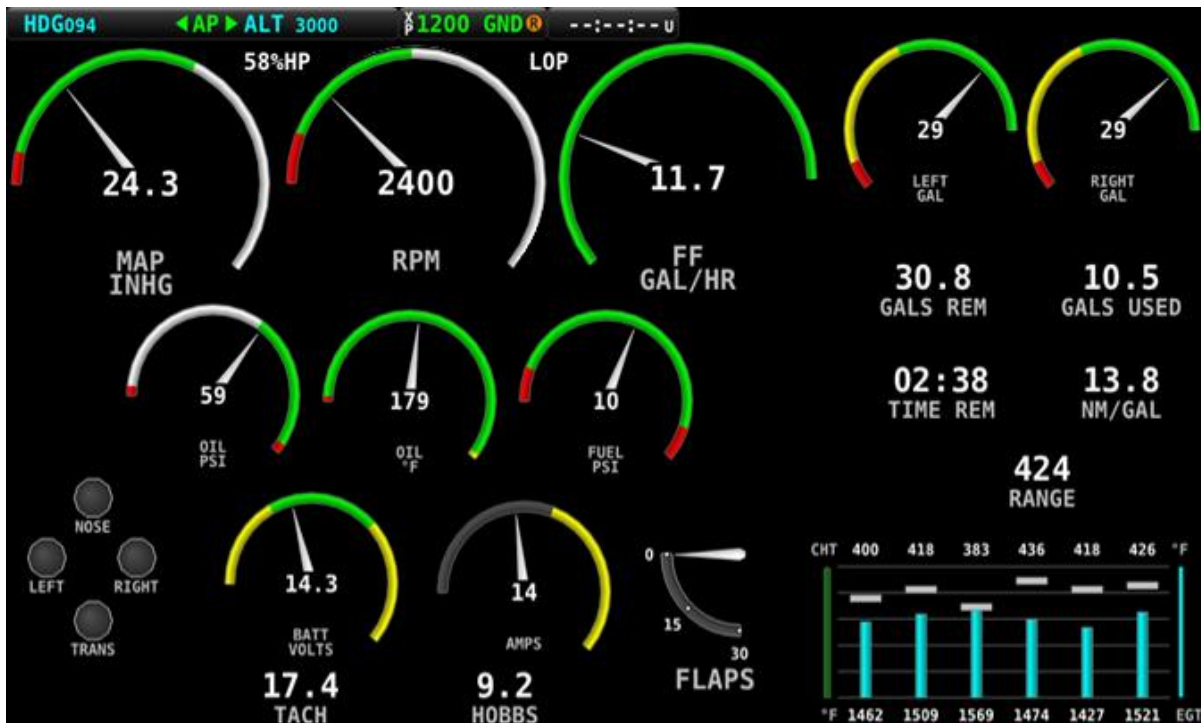 HDG094 ◀AP▶ ALT 3000 XP 1200 GND R --:--:-- U
58%HP LOP
24.3
MAP
INHG
2400
RPM
11.7
FF
GAL/HR
29
LEFT
GAL
29
RIGHT
GAL
30.8
GALS REM
10.5
GALS USED
59
OIL
PSI
179
OIL
°F
10
FUEL
PSI
02:38
TIME REM
13.8
NM/GAL
424
RANGE
NOSE
LEFT RIGHT
TRANS
14.3
BATT
VOLTS
14
AMPS
0
15
30
FLAPS
17.4
TACH
9.2
HOBBS
CHT 400 418 383 436 418 426 °F
°F 1462 1509 1569 1474 1427 1521 EGT